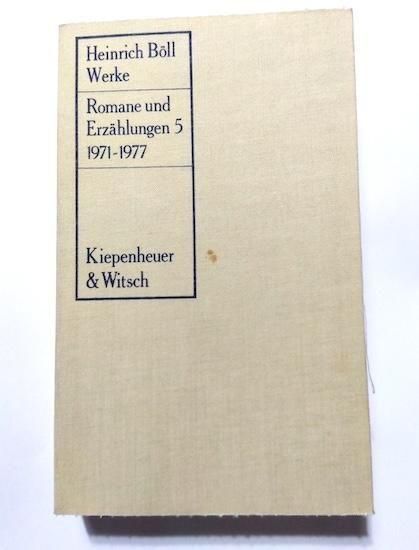 Heinrich Böll
Werke
Romane und
Erzählungen 5
1971-1977
Kiepenheuer
& Witsch